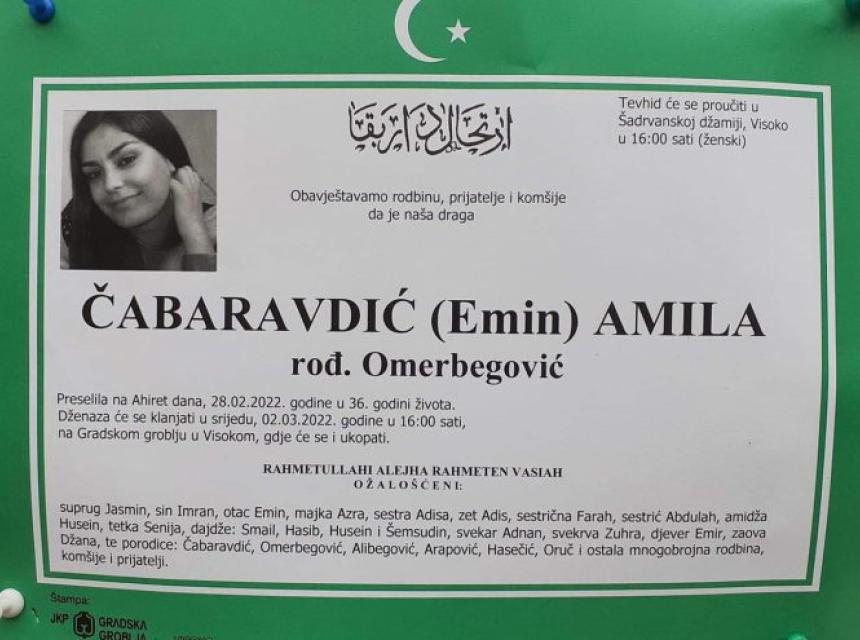 ارتحال دار بقا
Tevhid će se proučiti u
Šadrvanskoj džamiji, Visoko
u 16:00 sati (ženski)
Obavještavamo rodbinu, prijatelje i komšije
da je naša draga
ČABARAVDIĆ (Emin) AMILA
rođ. Omerbegović
Preselila na Ahiret dana, 28.02.2022. godine u 36. godini života.
Dženaza će se klanjati u srijedu, 02.03.2022. godine u 16:00 sati,
na Gradskom groblju u Visokom, gdje će se i ukopati.
RAHMETULLAHI ALEJHA RAHMETEN VASIAH
OŽALOŠĆENI:
suprug Jasmin, sin Imran, otac Emin, majka Azra, sestra Adisa, zet Adis, sestrična Farah, sestrić Abdulah, amidža
Husein, tetka Senija, dajdže: Smail, Hasib, Husein i Šemsudin, svekar Adnan, svekrva Zuhra, djever Emir, zaova
Džana, te porodice: Čabaravdić, Omerbegović, Alibegović, Arapović, Hasečić, Oruč i ostala mnogobrojna rodbina,
komšije i prijatelji.
Štampa:
JKP GRADSKA
GROBLJA